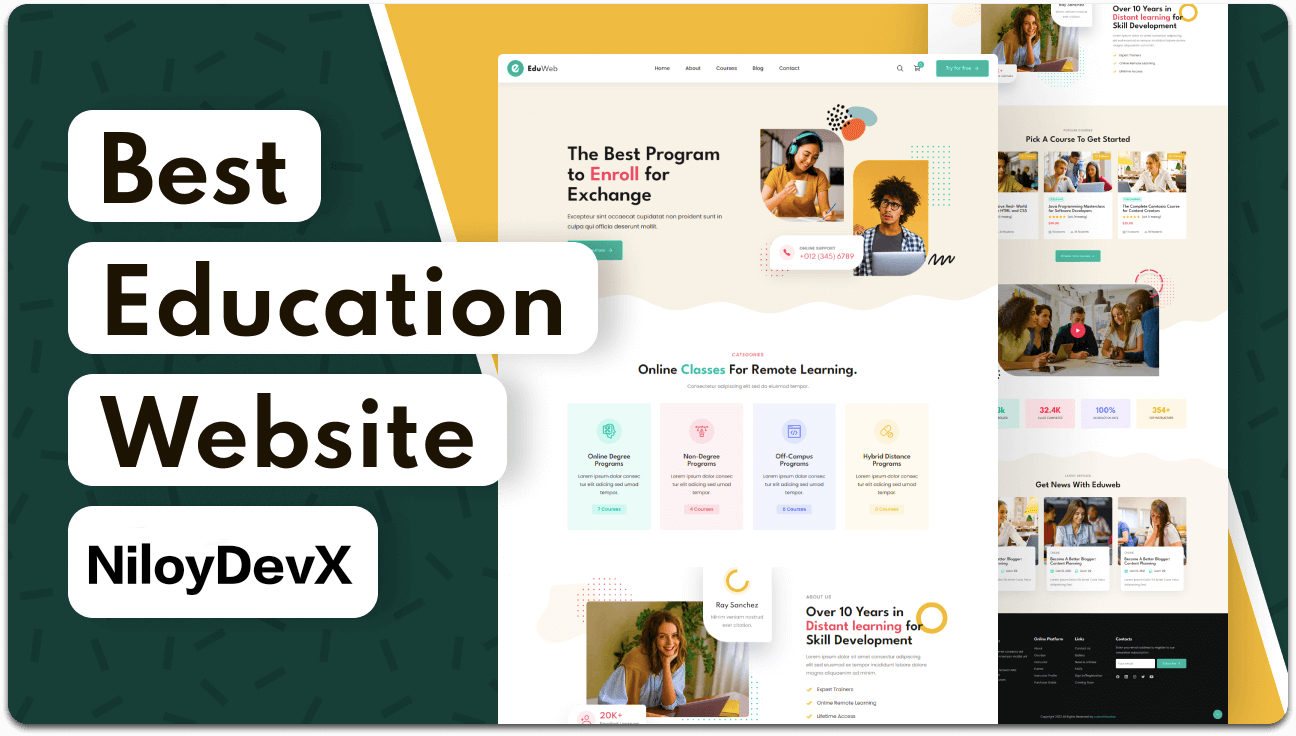 Best
Education
Website
NiloyDevX
EduWeb
Home
About
Courses
Blog
Contact
Try for free
The Best Program
to Enroll for
Exchange
Excepteur sint occaecat cupidatat non proident sunt in
culpa qui officia deserunt mollit.
ONLINE SUPPORT
+012 (345) 6789
CATEGORIES
Online Classes For Remote Learning.
Consectetur adipiscing elit sed do eiusmod tempor.
Online Degree
Programs
Lorem ipsum dolor consec
tur elit adicing sed umod
tempor.
7 Courses
Non-Degree
Programs
Lorem ipsum dolor consec
tur elit adicing sed umod
tempor.
4 Courses
Off-Campus
Programs
Lorem ipsum dolor consec
tur elit adicing sed umod
tempor.
6 Courses
Hybrid Distance
Programs
Lorem ipsum dolor consec
tur elit adicing sed umod
tempor.
Courses
Ray Sanchez
Minim veniam nostrud
exer citation.
20K+
ABOUT US
Over 10 Years in
Distant learning for
Skill Development
Lorem ipsum dolor sit amet consectur adipiscing
elit sed eiusmod tempor incididunt labore dolore
magna aliquaenim ad minim.
Expert Trainers
Online Remote Learning
Lifetime Access
Over 10 Years in
Distant learning for
Skill Development
Expert Trainers
Online Remote Learning
Lifetime Access
POPULAR COURSES
Pick A Course To Get Started
Java Programming Masterclass
for Software Developers
The Complete Camtasia Course
for Content Creators
32.4K
100%
354+
Get News With Eduweb
Become A Better Blogger:
Content Planning
Become A Better Blogger:
Content Planning
Online Platform
Links
Contacts